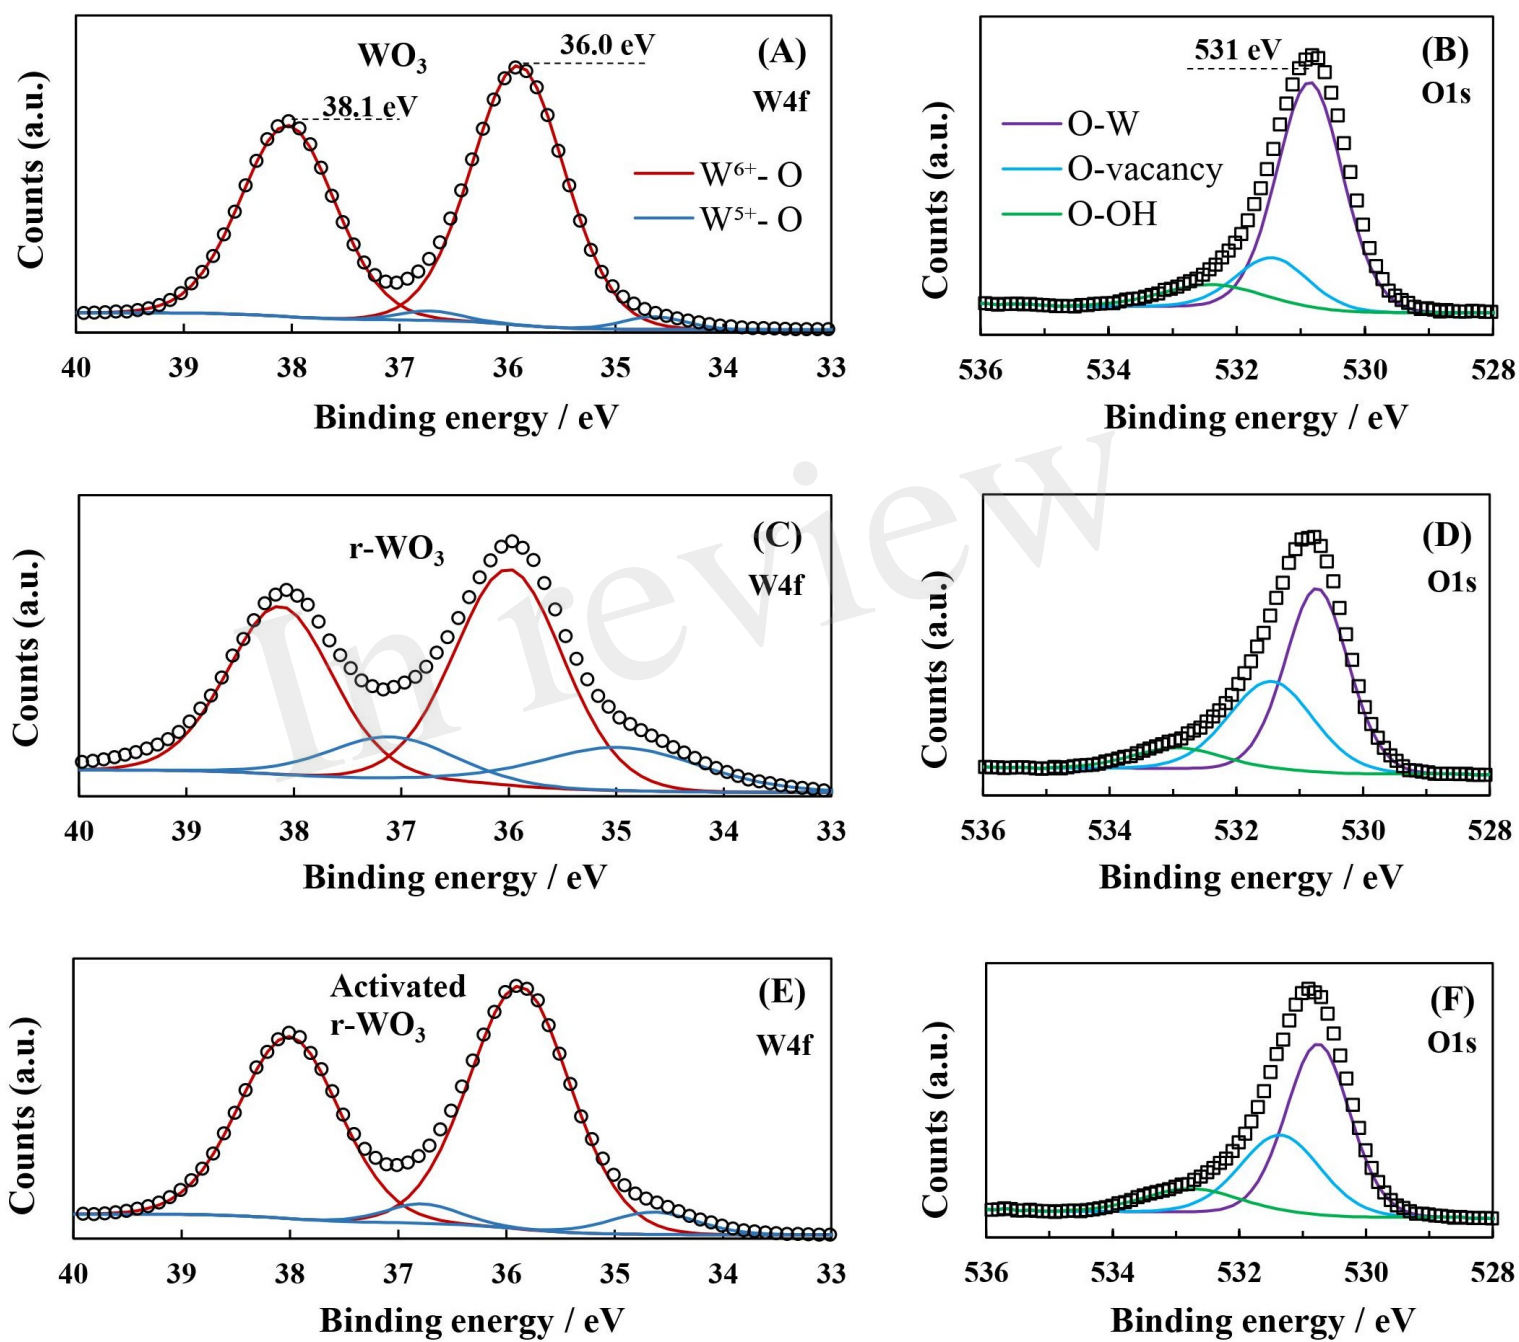 WO₃
36.0 eV
(A)
38.1 eV
W4f
W⁶⁺- O
W⁵⁺- O
Counts (a.u.)
40 39 38 37 36 35 34 33
Binding energy / eV
531 eV
(B)
O1s
O-W
O-vacancy
O-OH
Counts (a.u.)
536 534 532 530 528
Binding energy / eV
r-WO₃
(C)
W4f
Counts (a.u.)
40 39 38 37 36 35 34 33
Binding energy / eV
(D)
O1s
Counts (a.u.)
536 534 532 530 528
Binding energy / eV
In review
Activated
r-WO₃
(E)
W4f
Counts (a.u.)
40 39 38 37 36 35 34 33
Binding energy / eV
(F)
O1s
Counts (a.u.)
536 534 532 530 528
Binding energy / eV